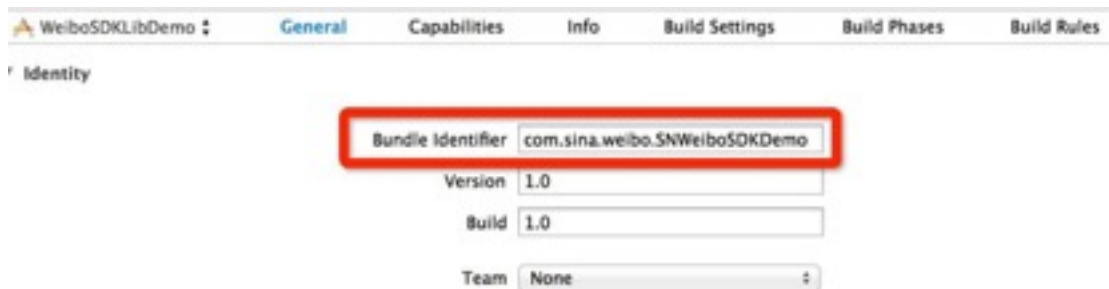 WeiboSDKLibDemo General Capabilities Info Build Settings Build Phases Build Rules
Identity
Bundle Identifier com.sina.weibo.SNWeiboSDKDemo
Version 1.0
Build 1.0
Team None